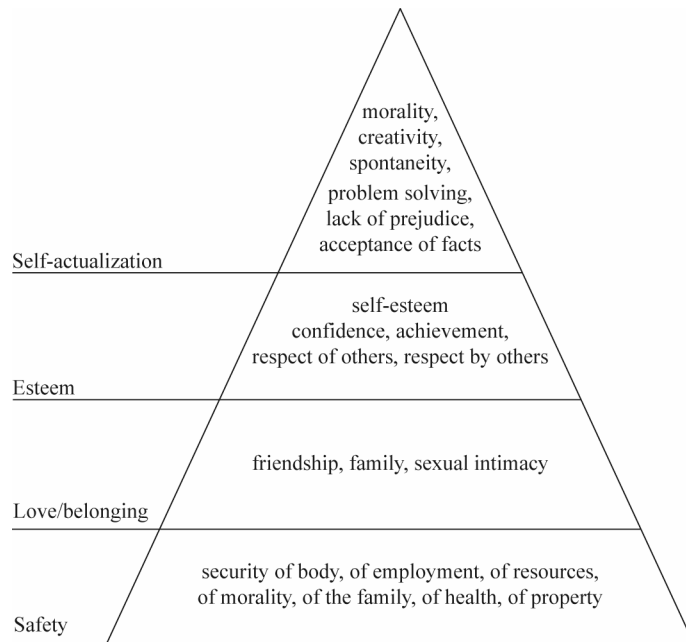 morality,
creativity,
spontaneity,
problem solving,
lack of prejudice,
acceptance of facts
Self-actualization
self-esteem
confidence, achievement,
respect of others, respect by others
Esteem
friendship, family, sexual intimacy
Love/belonging
security of body, of employment, of resources,
of morality, of the family, of health, of property
Safety